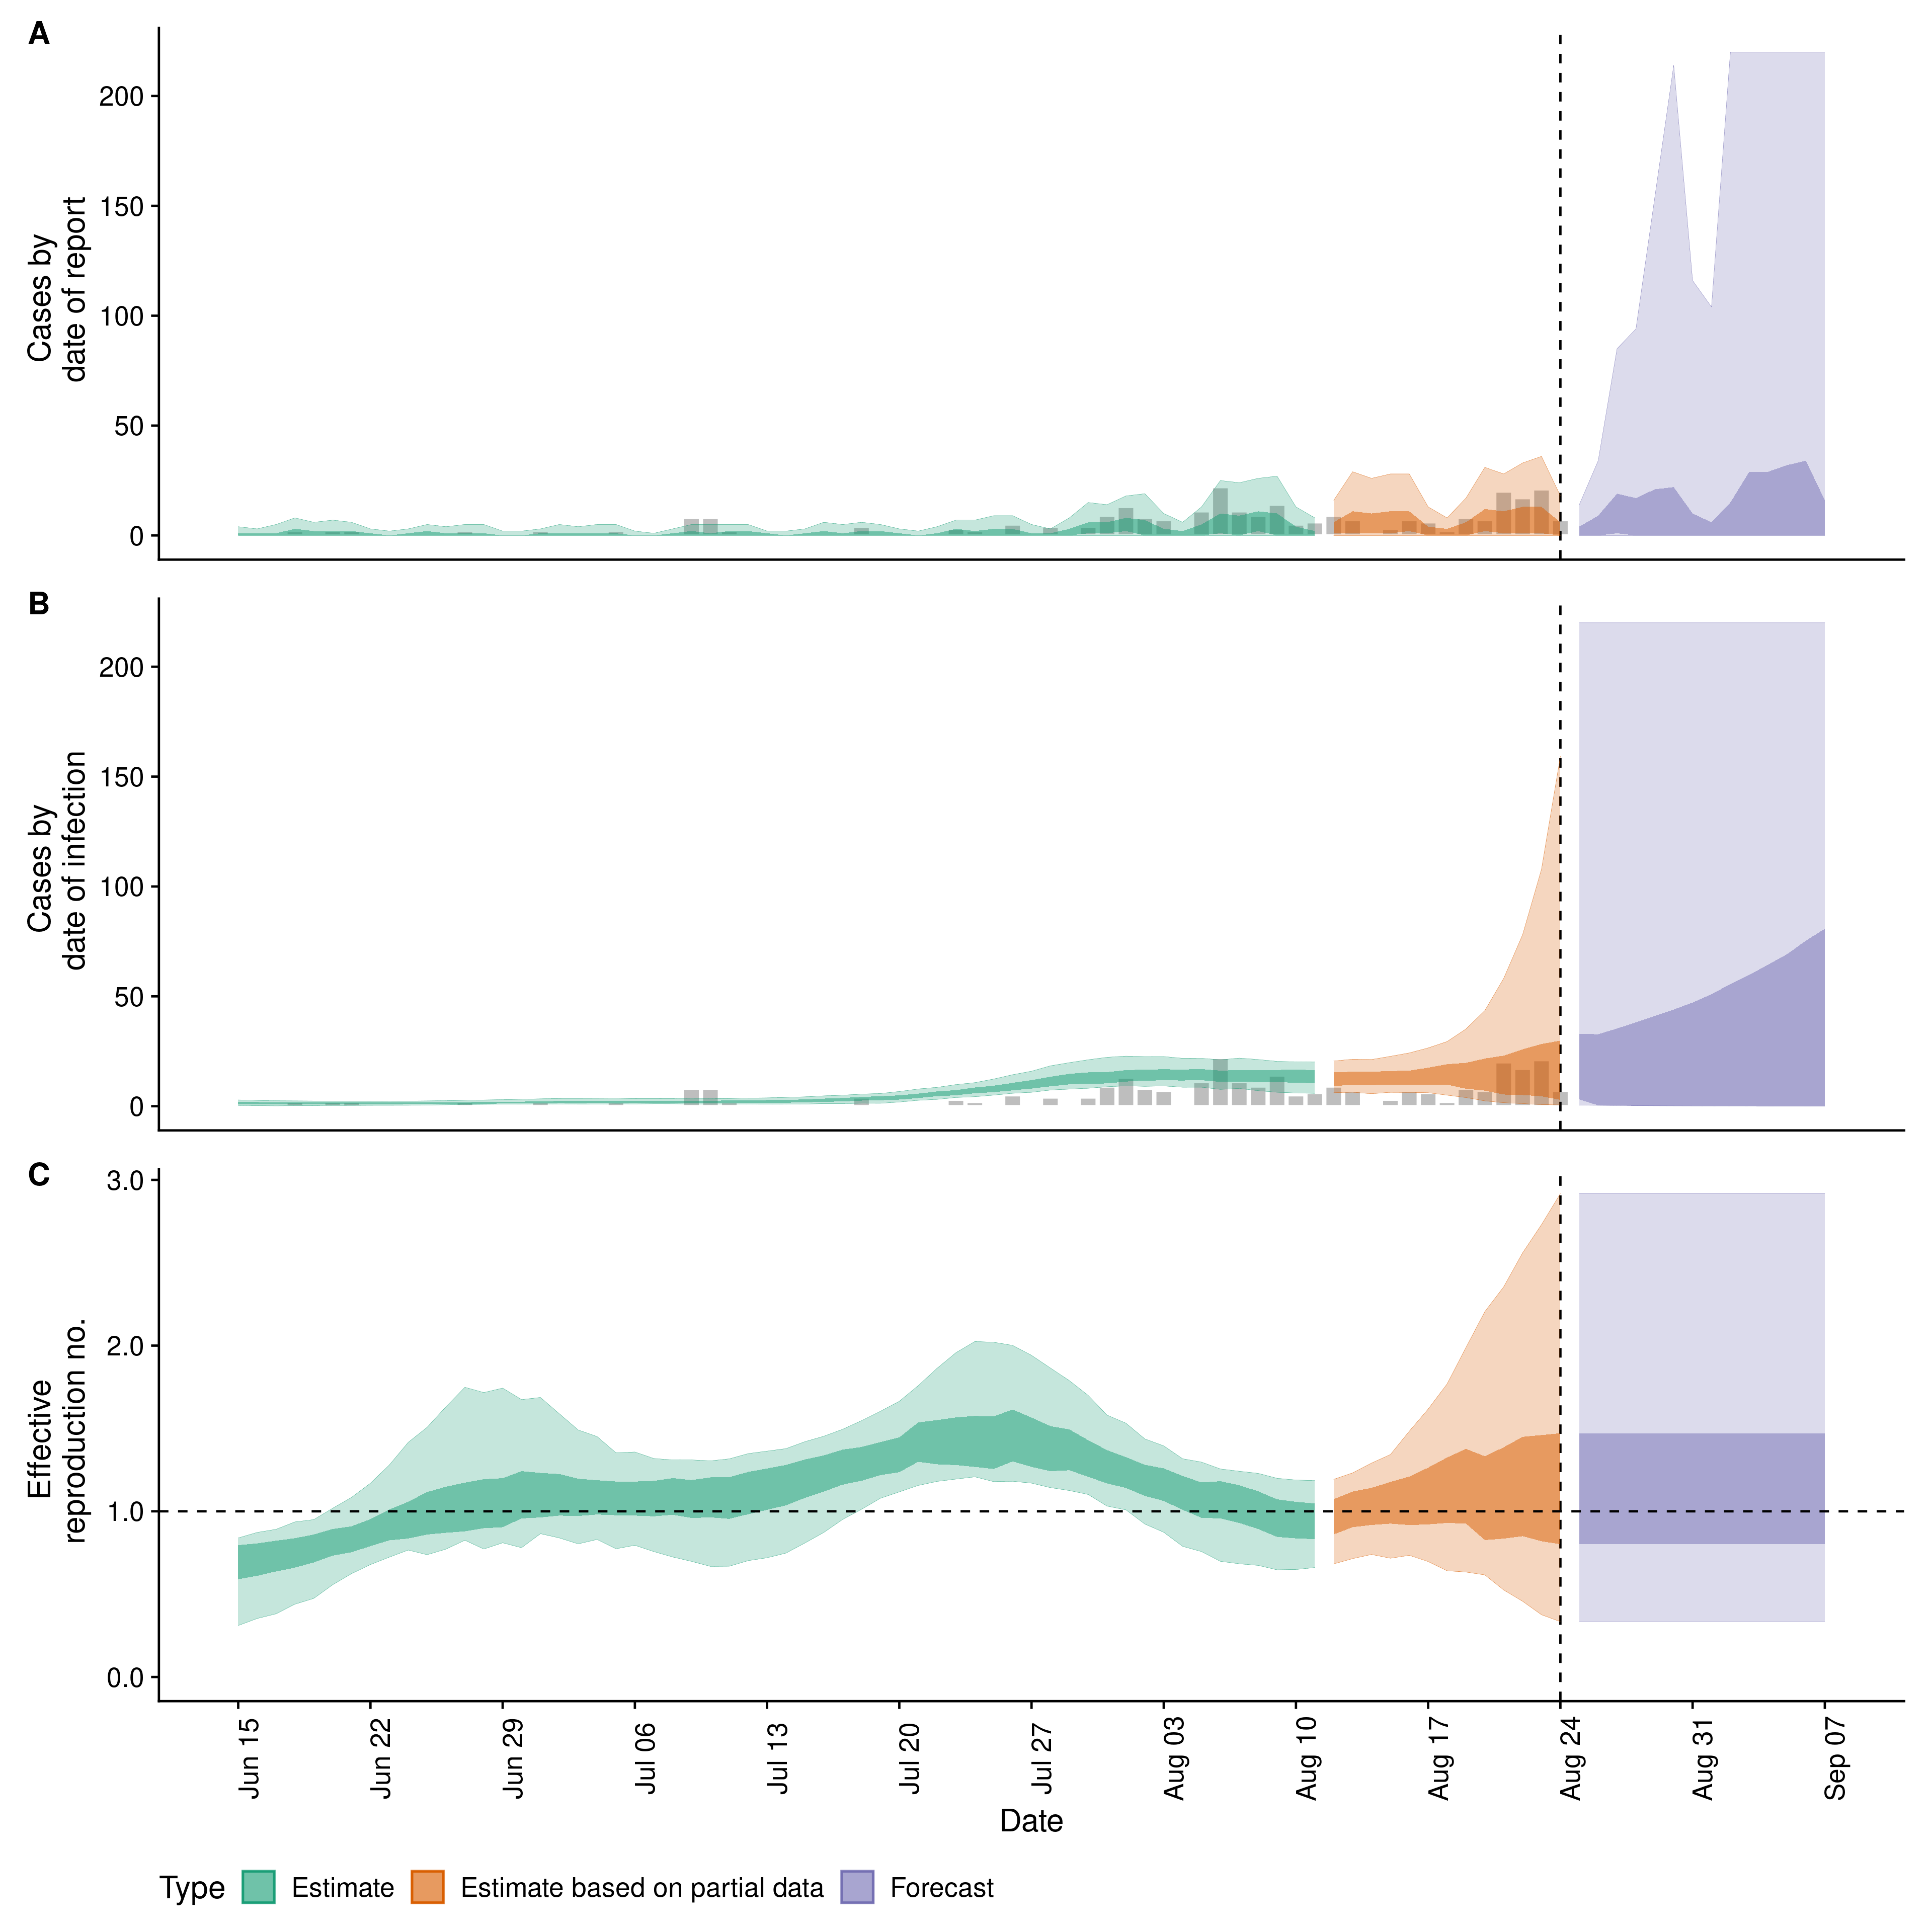 A
Cases by
date of report
200
150
100
50
0
B
Cases by
date of infection
200
150
100
50
0
C
Effective
reproduction no.
3.0
2.0
1.0
0.0
Jun 15
Jun 22
Jun 29
Jul 06
Jul 13
Jul 20
Jul 27
Aug 03
Aug 10
Aug 17
Aug 24
Aug 31
Sep 07
Date
Type Estimate Estimate based on partial data Forecast